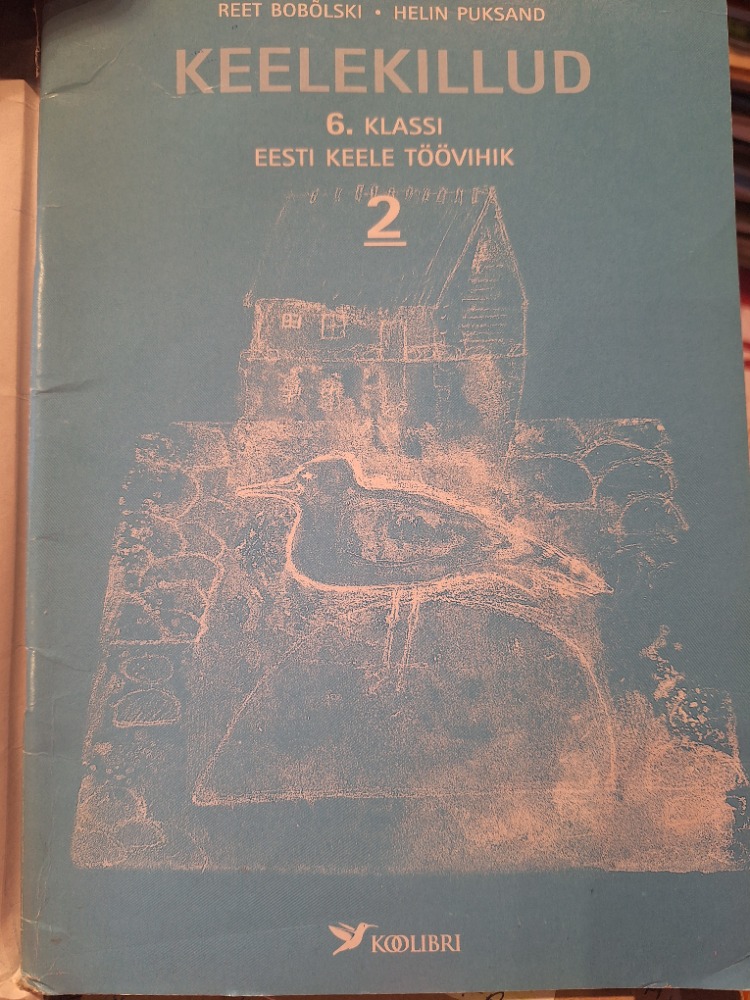 REET BOBÕLSKI • HELIN PUKSAND
KEELEKILLUD
6. KLASSI
EESTI KEELE TÖÖVIHIK
2
KOOLIBRI